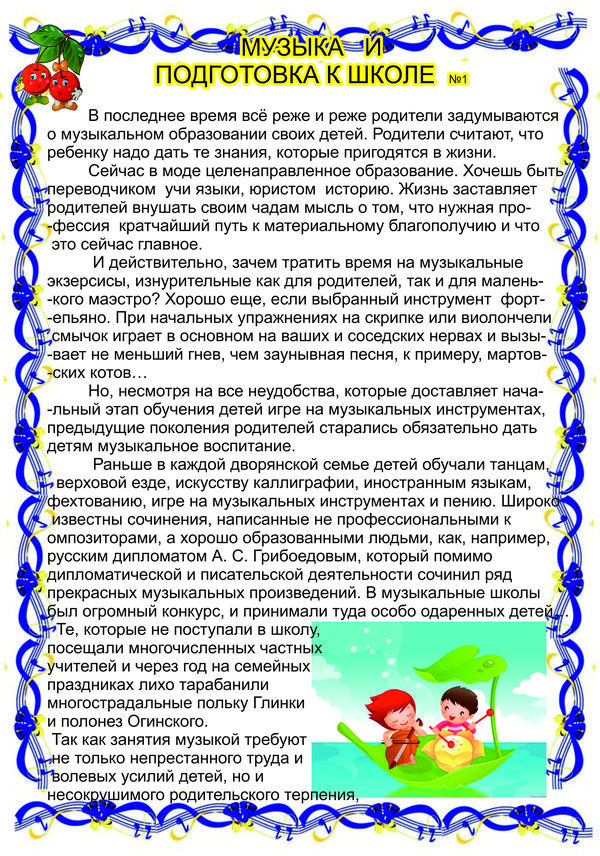 МУЗЫКА И
ПОДГОТОВКА К ШКОЛЕ №1
В последнее время всё реже и реже родители задумываются
о музыкальном образовании своих детей. Родители считают, что
ребенку надо дать те знания, которые пригодятся в жизни.
Сейчас в моде целенаправленное образование. Хочешь быть
переводчиком учи языки, юристом историю. Жизнь заставляет
родителей внушать своим чадам мысль о том, что нужная про-
-фессия кратчайший путь к материальному благополучию и что
это сейчас главное.
И действительно, зачем тратить время на музыкальные
экзерсисы, изнурительные как для родителей, так и для малень-
-кого маэстро? Хорошо еще, если выбранный инструмент форт-
-епьяно. При начальных упражнениях на скрипке или виолончели
смычок играет в основном на ваших и соседских нервах и вызы-
-вает не меньший гнев, чем заунывная песня, к примеру, мартов-
-ских котов…
Но, несмотря на все неудобства, которые доставляет нача-
-льный этап обучения детей игре на музыкальных инструментах,
предыдущие поколения родителей старались обязательно дать
детям музыкальное воспитание.
Раньше в каждой дворянской семье детей обучали танцам,
верховой езде, искусству каллиграфии, иностранным языкам,
фехтованию, игре на музыкальных инструментах и пению. Широко
известны сочинения, написанные не профессиональными к
омпозиторами, а хорошо образованными людьми, как, например,
русским дипломатом А. С. Грибоедовым, который помимо
дипломатической и писательской деятельности сочинил ряд
прекрасных музыкальных произведений. В музыкальные школы
был огромный конкурс, и принимали туда особо одаренных детей…
Те, которые не поступали в школу,
посещали многочисленных частных
учителей и через год на семейных
праздниках лихо тарабанили
многострадальные польку Глинки
и полонез Огинского.
Так как занятия музыкой требуют
не только непрестанного труда и
волевых усилий детей, но и
несокрушимого родительского терпения,